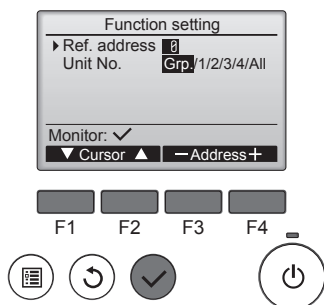 Function setting
Ref. address 0
Unit No. Grp./1/2/3/4/All
Monitor: ✓
▼ Cursor ▲ −Address+
F1 F2 F3 F4